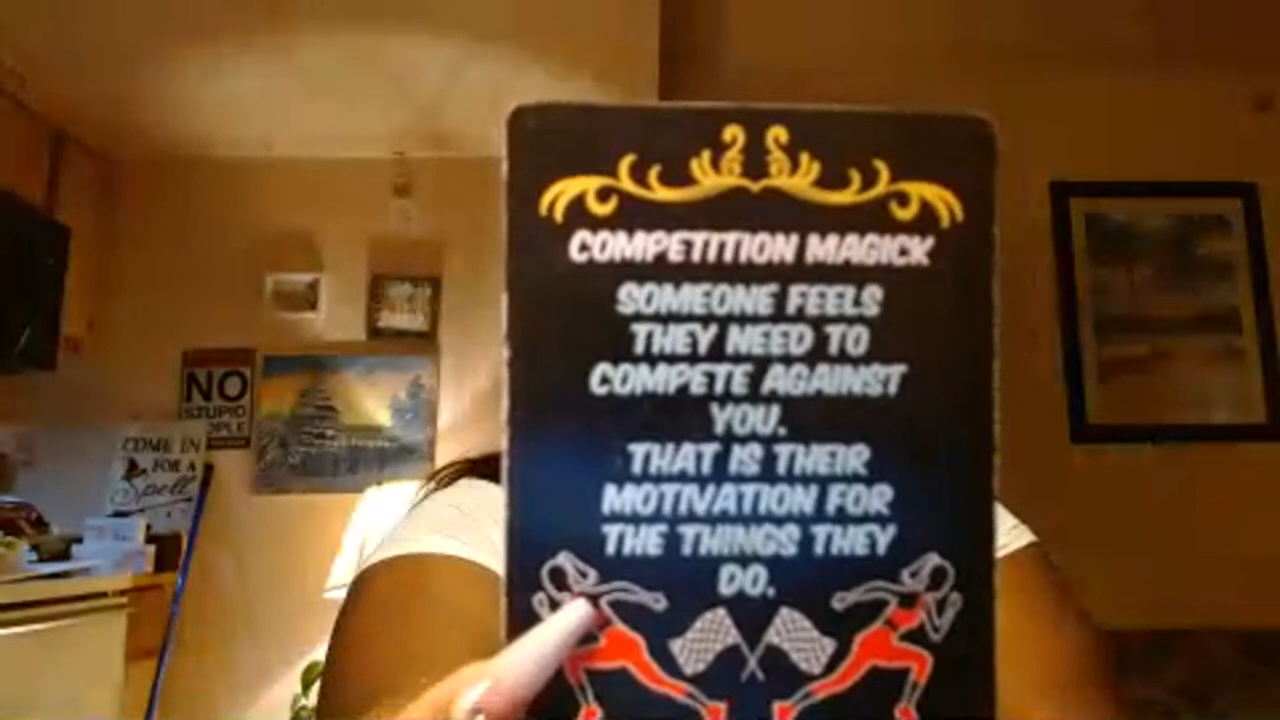 COMPETITION MAGICK
SOMEONE FEELS
THEY NEED TO
COMPETE AGAINST
YOU.
THAT IS THEIR
MOTIVATION FOR
THE THINGS THEY
DO.
NO
STUPID
COME IN
FOR A
Spell